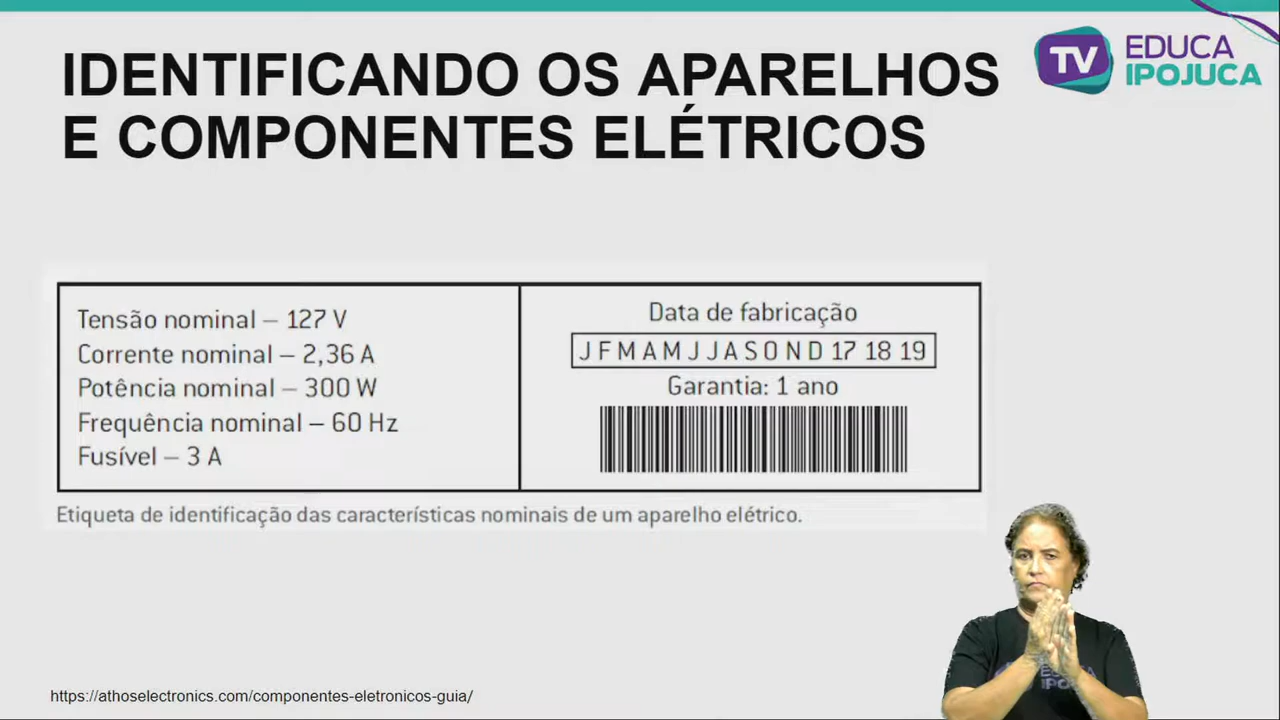 IDENTIFICANDO OS APARELHOS
E COMPONENTES ELÉTRICOS
TV EDUCA
IPOJUCA
Tensão nominal – 127 V
Corrente nominal – 2,36 A
Potência nominal – 300 W
Frequência nominal – 60 Hz
Fusível – 3 A
Data de fabricação
J F M A M J J A S O N D 17 18 19
Garantia: 1 ano
Etiqueta de identificação das características nominais de um aparelho elétrico.
https://athoselectronics.com/componentes-eletronicos-guia/